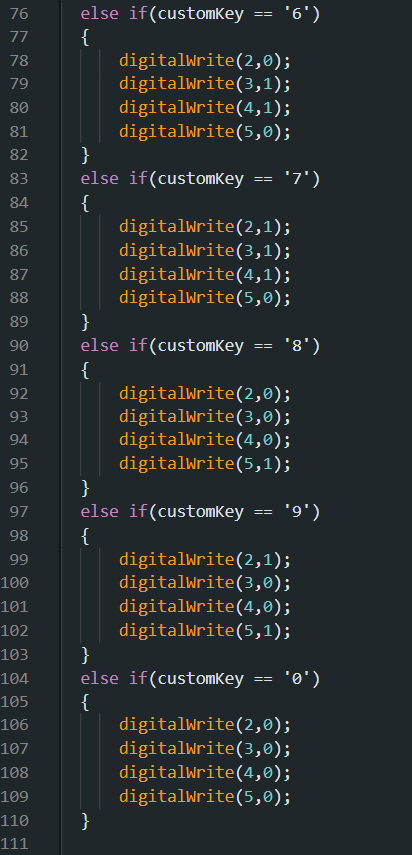 76 else if(customKey == '6')
77 {
78 digitalWrite(2,0);
79 digitalWrite(3,1);
80 digitalWrite(4,1);
81 digitalWrite(5,0);
82 }
83 else if(customKey == '7')
84 {
85 digitalWrite(2,1);
86 digitalWrite(3,1);
87 digitalWrite(4,1);
88 digitalWrite(5,0);
89 }
90 else if(customKey == '8')
91 {
92 digitalWrite(2,0);
93 digitalWrite(3,0);
94 digitalWrite(4,0);
95 digitalWrite(5,1);
96 }
97 else if(customKey == '9')
98 {
99 digitalWrite(2,1);
100 digitalWrite(3,0);
101 digitalWrite(4,0);
102 digitalWrite(5,1);
103 }
104 else if(customKey == '0')
105 {
106 digitalWrite(2,0);
107 digitalWrite(3,0);
108 digitalWrite(4,0);
109 digitalWrite(5,0);
110 }
111